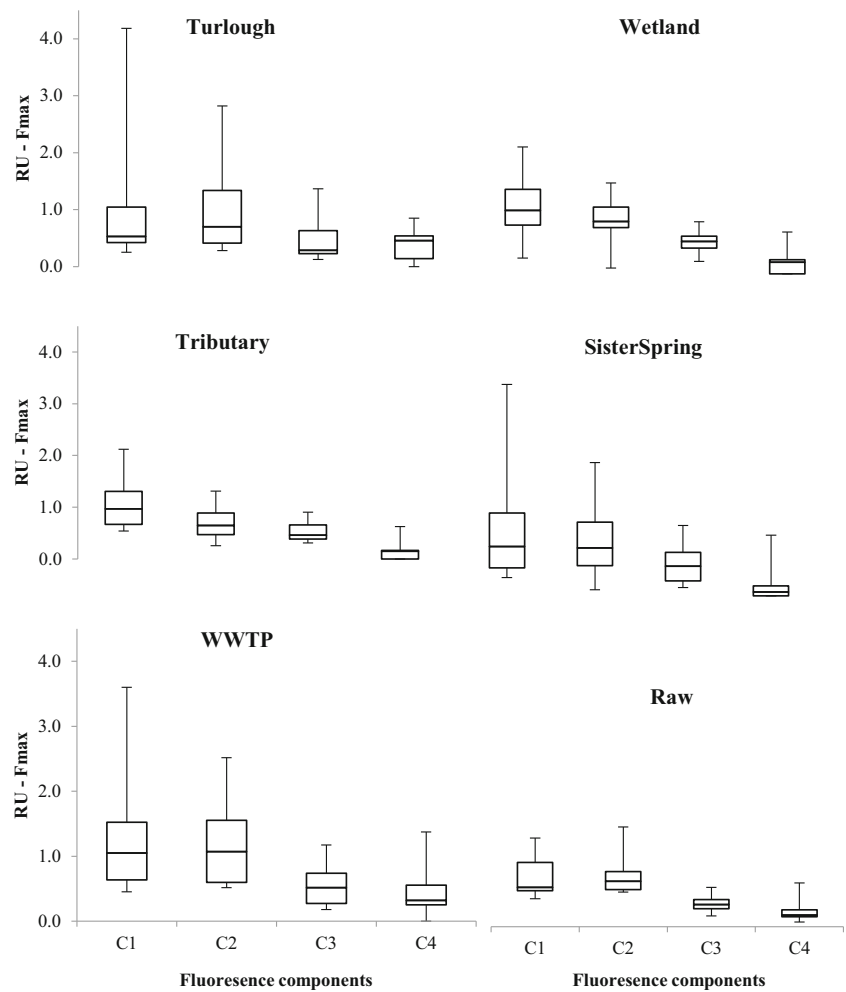 Turlough
Wetland
RU - Fmax
4.0
3.0
2.0
1.0
0.0
Tributary
SisterSpring
RU - Fmax
4.0
3.0
2.0
1.0
0.0
WWTP
Raw
RU - Fmax
4.0
3.0
2.0
1.0
0.0
C1 C2 C3 C4
C1 C2 C3 C4
Fluoresence components
Fluoresence components